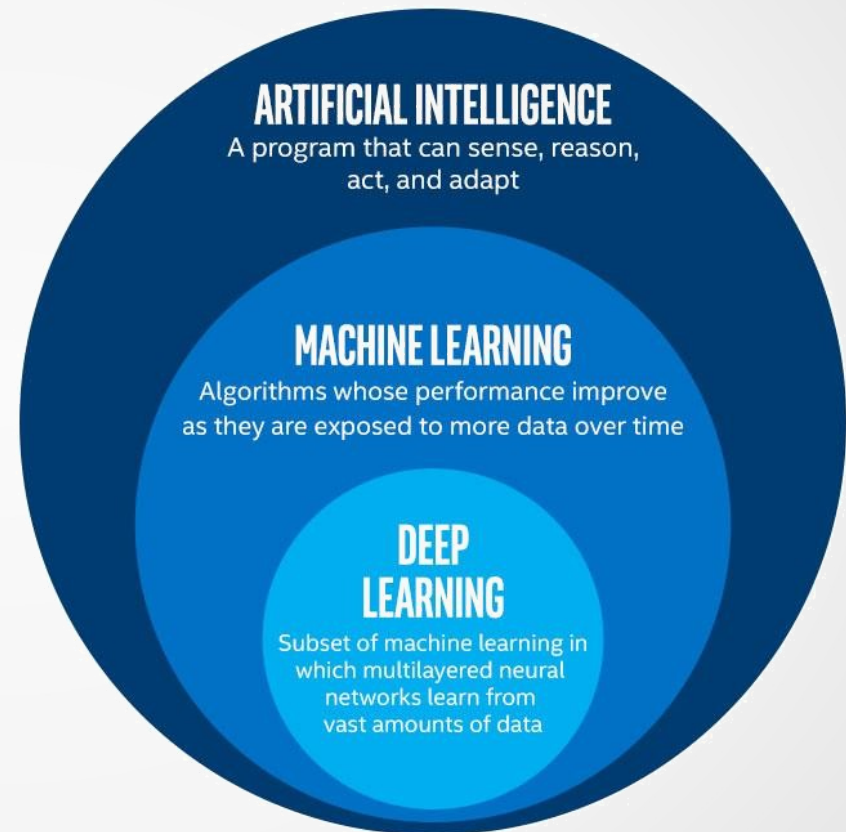 ARTIFICIAL INTELLIGENCE
A program that can sense, reason,
act, and adapt
MACHINE LEARNING
Algorithms whose performance improve
as they are exposed to more data over time
DEEP
LEARNING
Subset of machine learning in
which multilayered neural
networks learn from
vast amounts of data